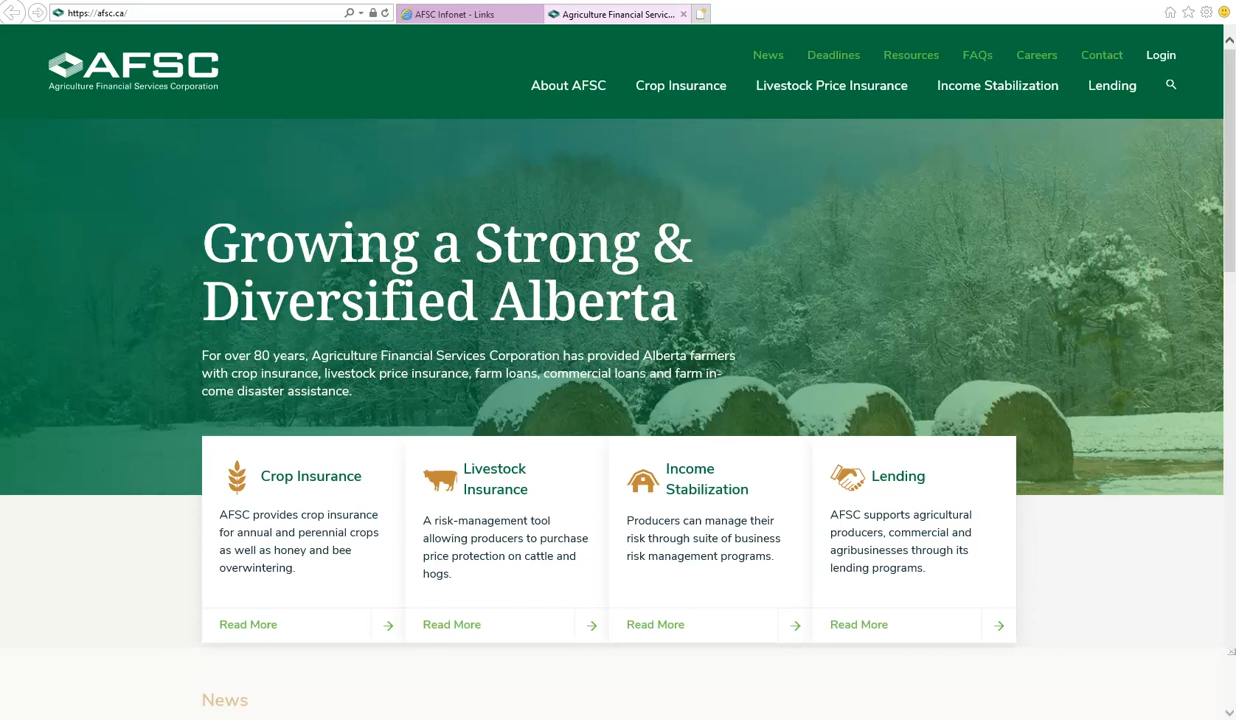 https://afsc.ca/
AFSC Infonet - Links
Agriculture Financial Servic...
News Deadlines Resources FAQs Careers Contact Login
AFSC
Agriculture Financial Services Corporation
About AFSC Crop Insurance Livestock Price Insurance Income Stabilization Lending
Growing a Strong &
Diversified Alberta
For over 80 years, Agriculture Financial Services Corporation has provided Alberta farmers
with crop insurance, livestock price insurance, farm loans, commercial loans and farm in-
come disaster assistance.
Crop Insurance
AFSC provides crop insurance
for annual and perennial crops
as well as honey and bee
overwintering.
Read More
Livestock
Insurance
A risk-management tool
allowing producers to purchase
price protection on cattle and
hogs.
Read More
Income
Stabilization
Producers can manage their
risk through suite of business
risk management programs.
Read More
Lending
AFSC supports agricultural
producers, commercial and
agribusinesses through its
lending programs.
Read More
News